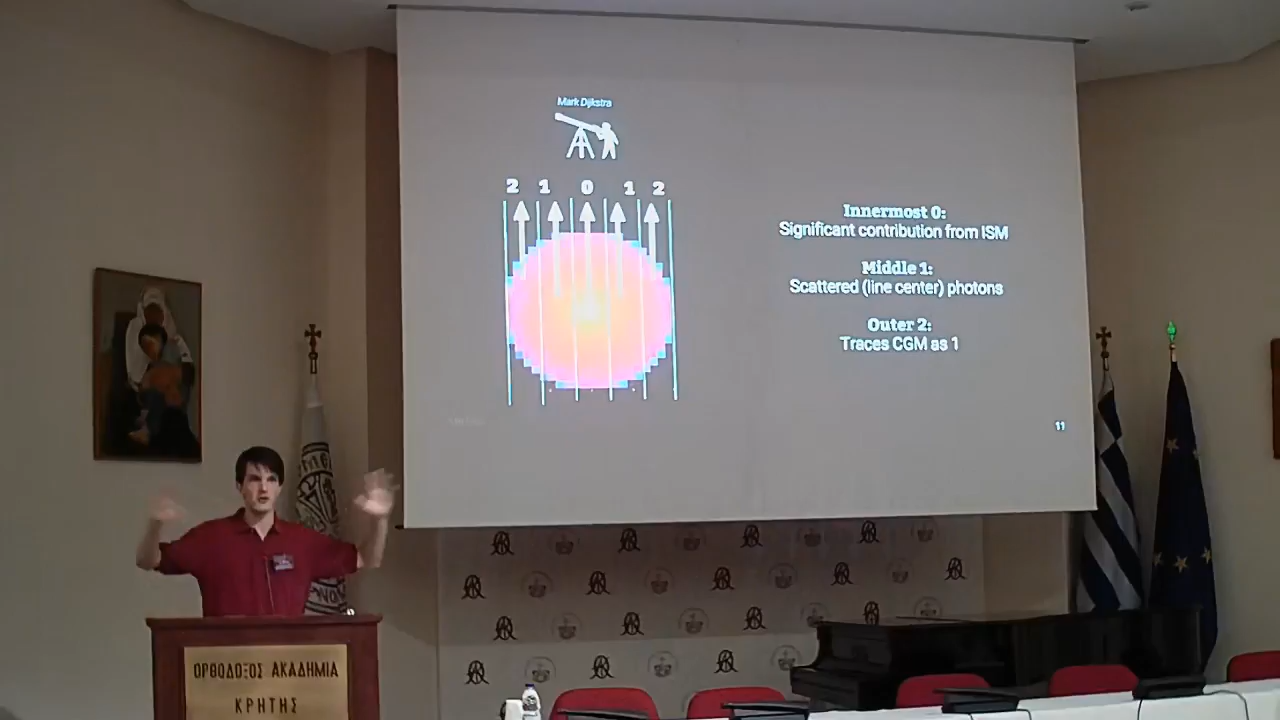 Mark Dijkstra
2 1 0 1 2
Innermost 0:
Significant contribution from ISM
Middle 1:
Scattered (line center) photons
Outer 2:
Traces CGM as 1
11
ΟΡΘΟΔΟΞΟΣ ΑΚΑΔΗΜΙΑ
ΚΡΗΤΗΣ